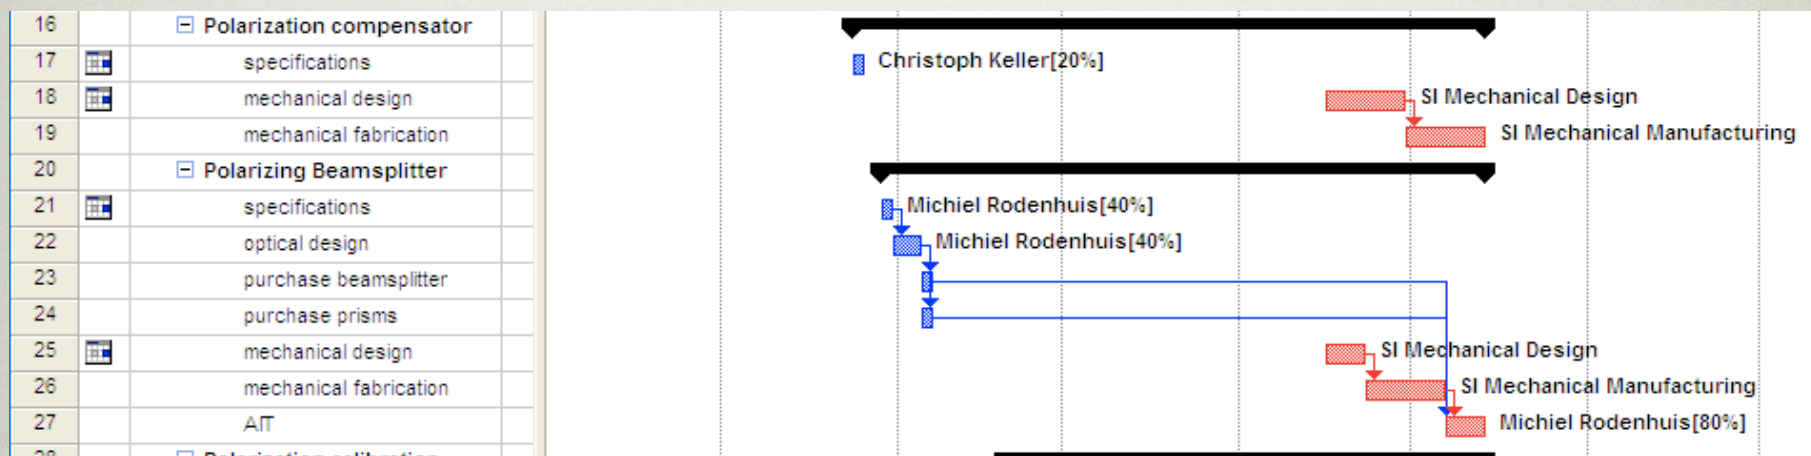 16 Polarization compensator
17 specifications Christoph Keller[20%]
18 mechanical design SI Mechanical Design
19 mechanical fabrication SI Mechanical Manufacturing
20 Polarizing Beamsplitter
21 specifications Michiel Rodenhuis[40%]
22 optical design Michiel Rodenhuis[40%]
23 purchase beamsplitter
24 purchase prisms
25 mechanical design SI Mechanical Design
26 mechanical fabrication SI Mechanical Manufacturing
27 AIT Michiel Rodenhuis[80%]
28 Polarization calibration